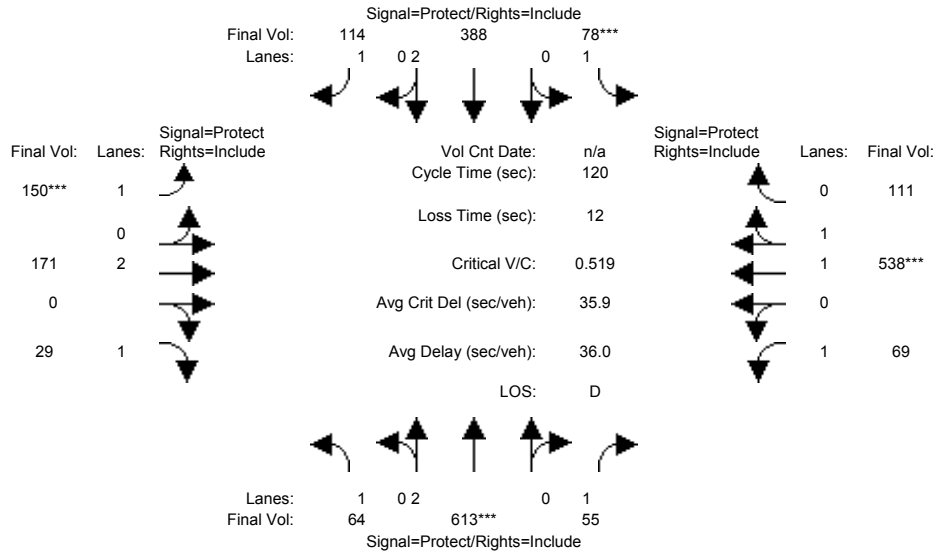 Signal=Protect/Rights=Include
Final Vol: 114 388 78***
Lanes: 1 0 2 0 1
Signal=Protect Signal=Protect
Final Vol: Lanes: Rights=Include Vol Cnt Date: n/a Rights=Include Lanes: Final Vol:
Cycle Time (sec): 120
150*** 1 0 111
Loss Time (sec): 12
0 1
171 2 Critical V/C: 0.519 1 538***
0 0 Avg Crit Del (sec/veh): 35.9 0
29 1 Avg Delay (sec/veh): 36.0 1 69
LOS: D
Lanes: 1 0 2 0 1
Final Vol: 64 613*** 55
Signal=Protect/Rights=Include